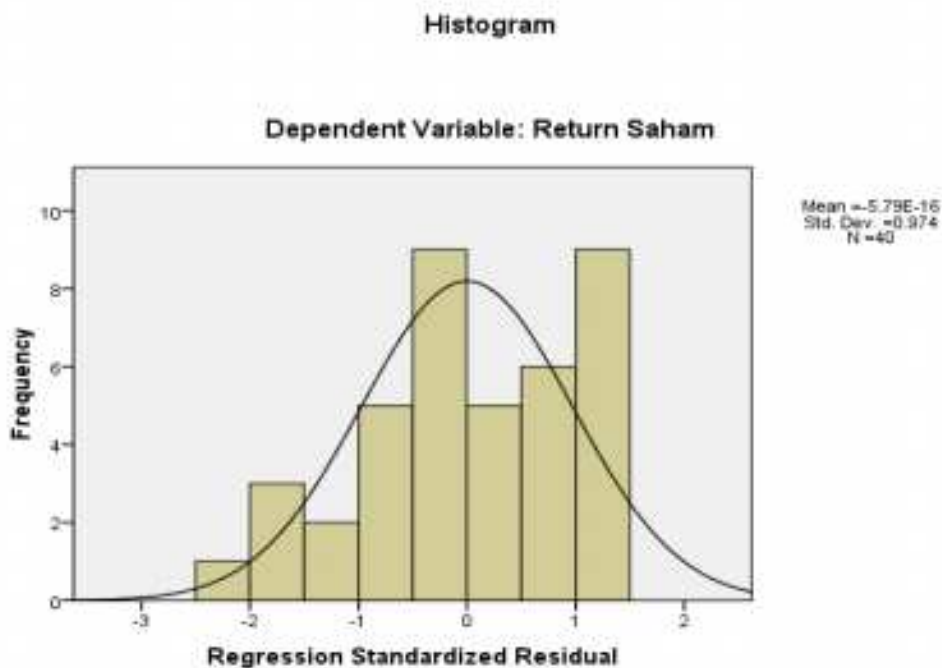 Histogram
Dependent Variable: Return Saham
Mean =-5.79E-16
Std. Dev. =0.974
N =40
Frequency
10
8
6
4
2
0
-3
-2
-1
0
1
2
Regression Standardized Residual